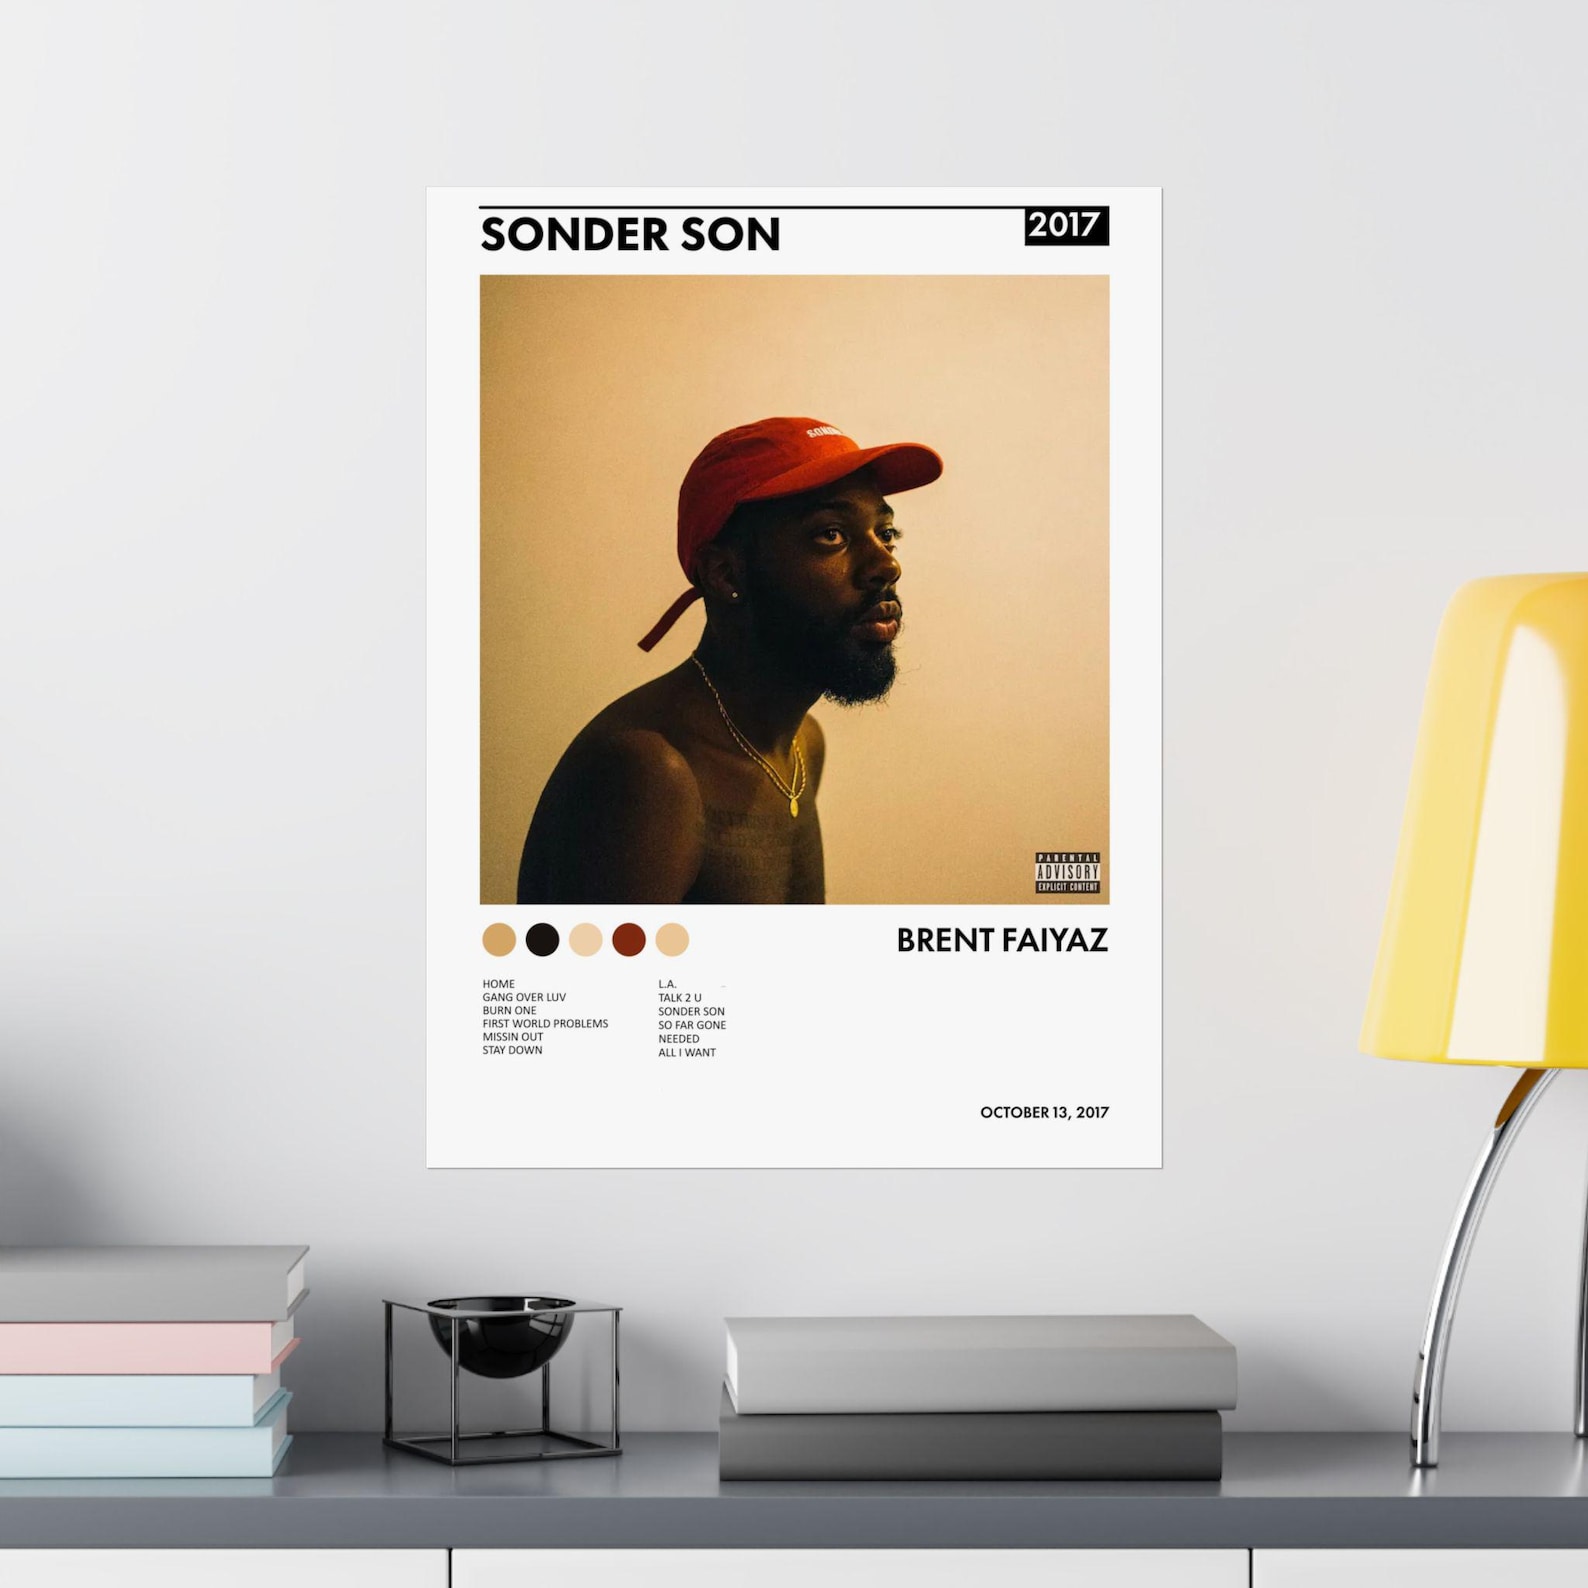 SONDER SON
2017
PARENTAL
ADVISORY
EXPLICIT CONTENT
BRENT FAIYAZ
HOME
GANG OVER LUV
BURN ONE
FIRST WORLD PROBLEMS
MISSIN OUT
STAY DOWN
L.A.
TALK 2 U
SONDER SON
SO FAR GONE
NEEDED
ALL I WANT
OCTOBER 13, 2017